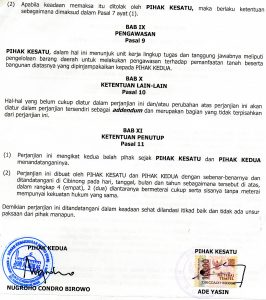 (2) Apabila keadaan memaksa itu ditolak oleh PIHAK KESATU, maka berlaku ketentuan
sebagaimana dimaksud dalam Pasal 7 ayat (1).
BAB IX
PENGAWASAN
Pasal 9
PIHAK KESATU, dalam hal ini menunjuk unit kerja lingkup tugas dan tanggung jawabnya meliputi
pengelolaan barang daerah untuk melakukan pengawasan terhadap pemanfaatan tanah beserta
bangunan diatasnya yang dipinjampakaikan kepada PIHAK KEDUA.
BAB X
KETENTUAN LAIN-LAIN
Pasal 10
Hal-hal yang belum cukup diatur dalam perjanjian ini dan/atau perubahan atas perjanjian ini akan
diatur dalam perjanjian tersendiri sebagai addendum dan merupakan bagian yang tidak terpisahkan
dari perjanjian ini.
BAB XI
KETENTUAN PENUTUP
Pasal 11
(1) Perjanjian ini mengikat kedua belah pihak sejak PIHAK KESATU dan PIHAK KEDUA
menandatanganinya.
(2) Perjanjian ini dibuat oleh PIHAK KESATU dan PIHAK KEDUA dengan sebenar-benarnya dan
ditandatangani di Cibinong pada hari, tanggal, bulan dan tahun sebagaimana tersebut di atas,
dalam rangkap 4 (empat), 2 (dua) diantaranya bermeterai cukup serta sisanya tanpa meterai
mempunyai kekuatan hukum yang sama.
Demikian perjanjian ini ditandatangani dalam keadaan sehat dilandasi itikad baik dan tidak ada unsur
paksaan dari pihak manapun.
PIHAK KEDUA
PIHAK KESATU
NUGROHO CONDRO BIROWO
ADE YASIN